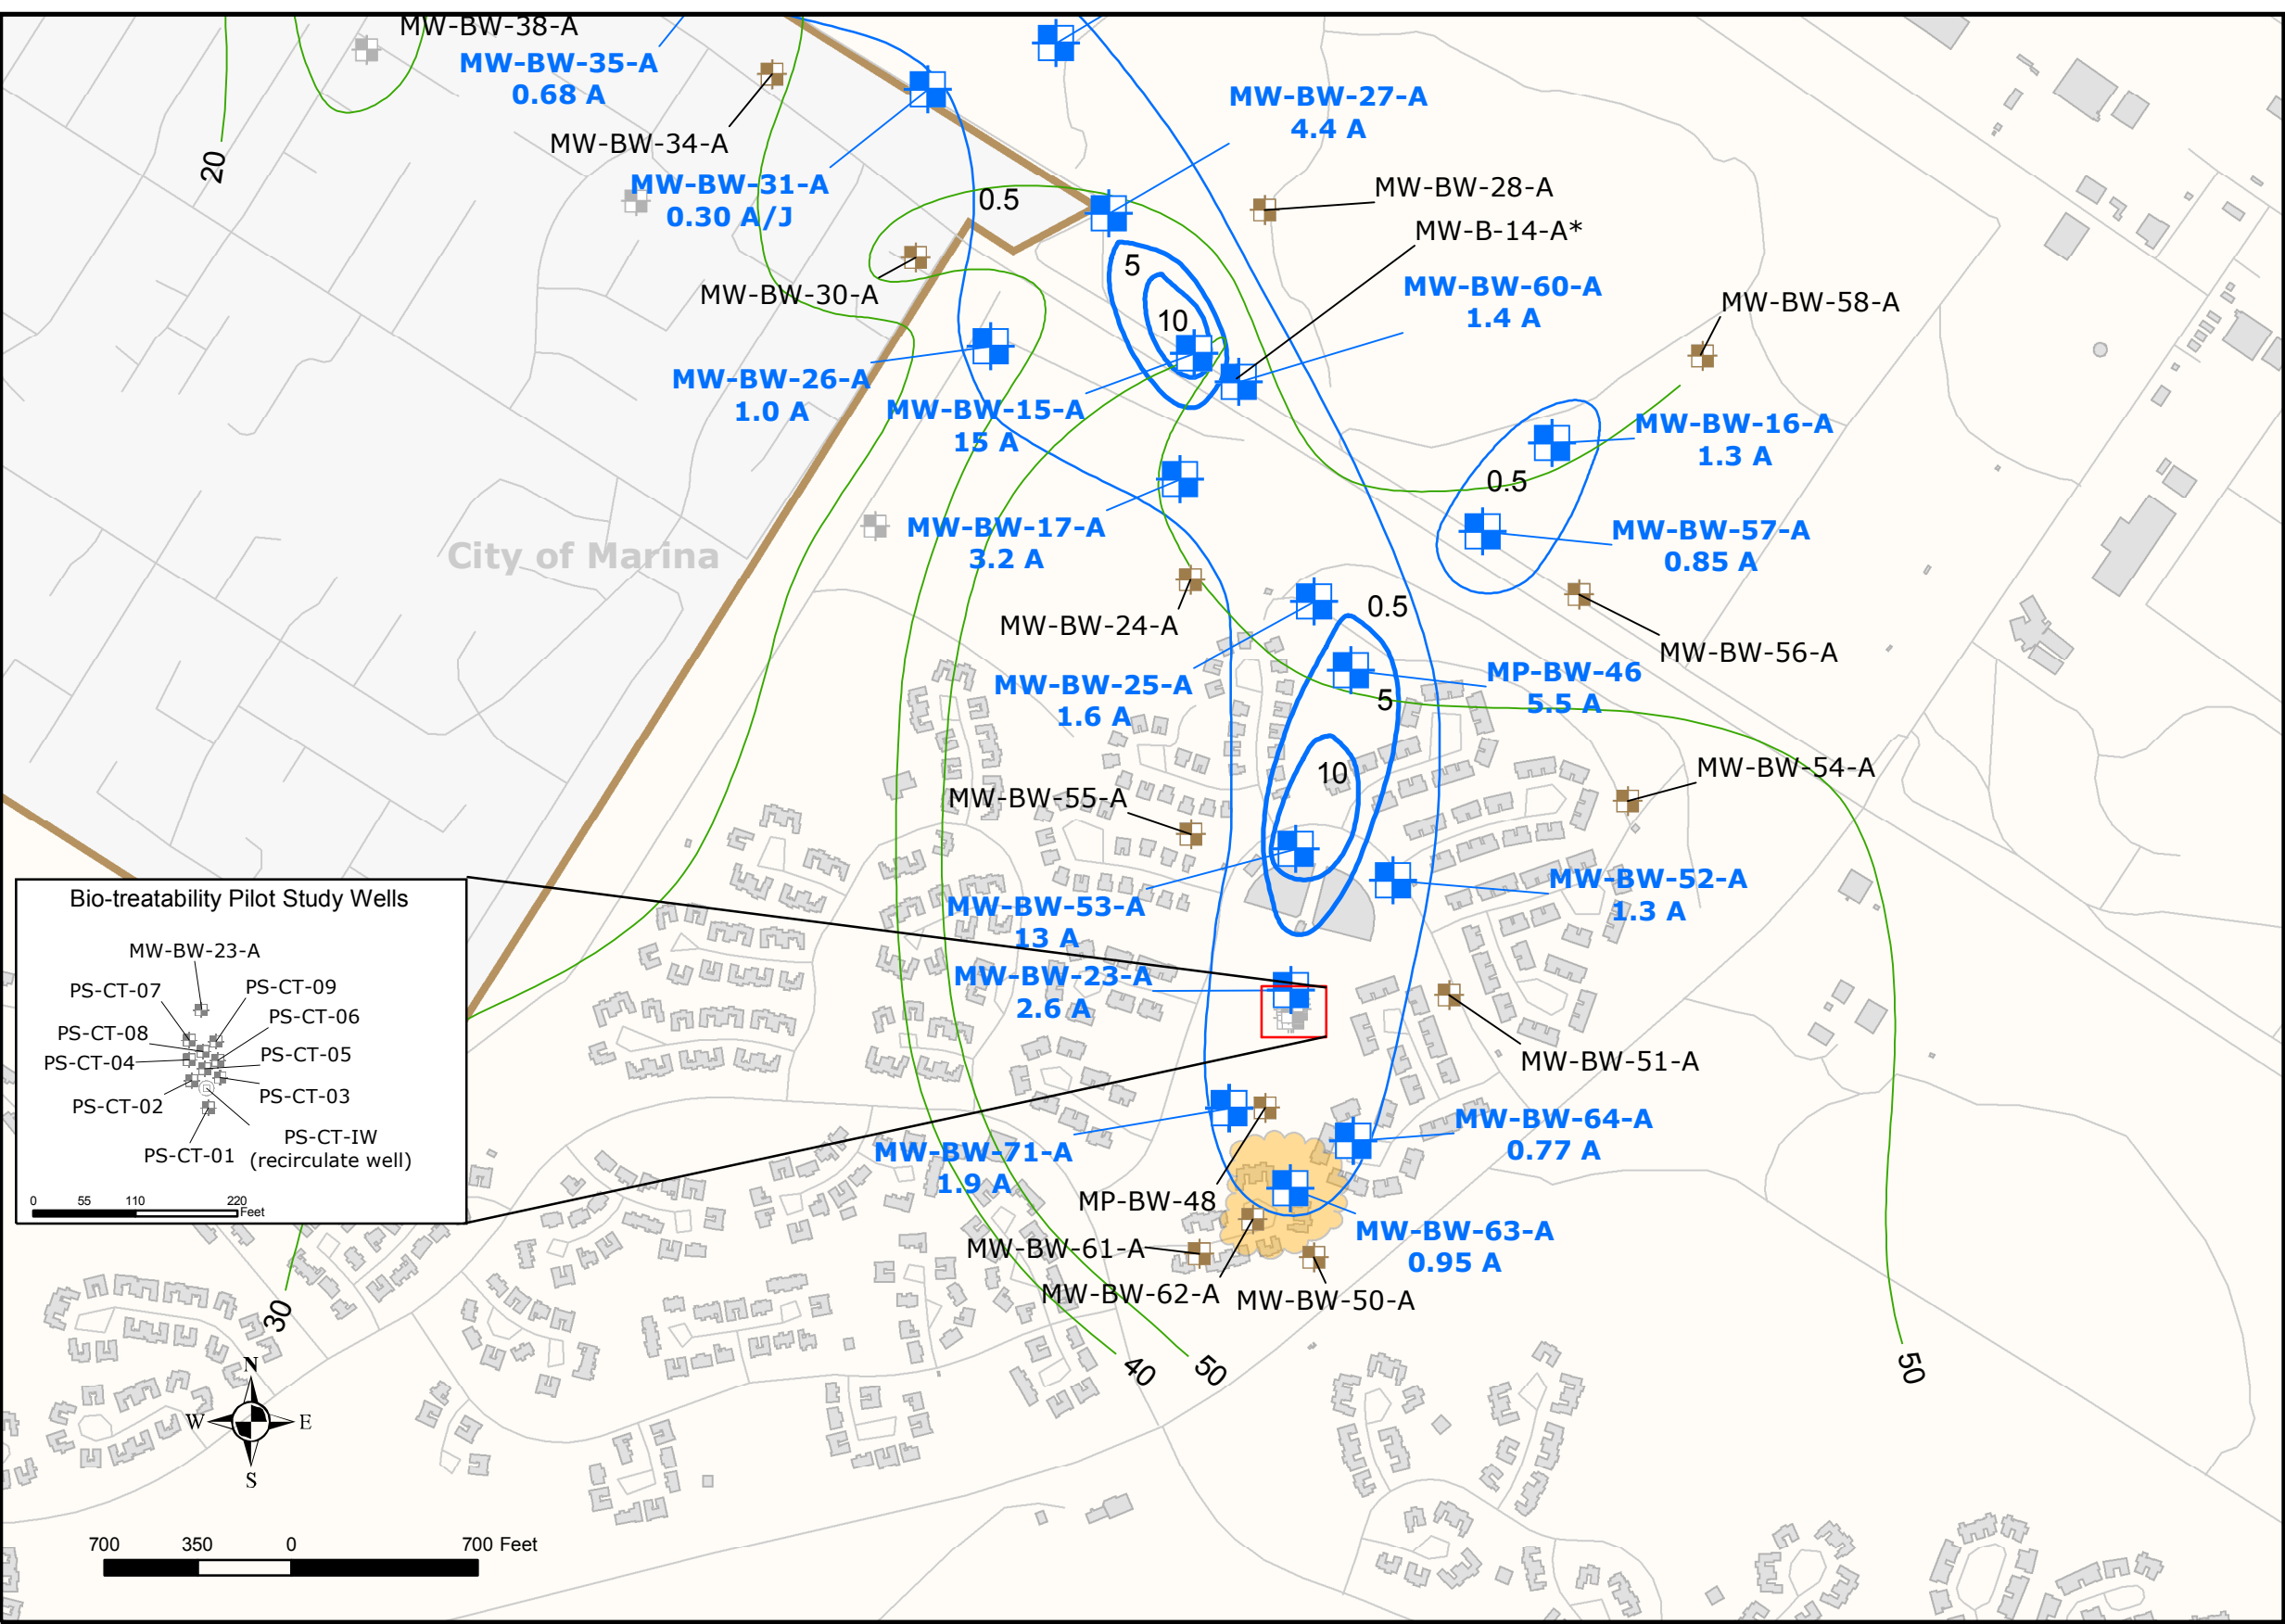 MW-BW-38-A
MW-BW-35-A
0.68 A
MW-BW-34-A
MW-BW-31-A
0.30 A/J
MW-BW-27-A
4.4 A
20
0.5
MW-BW-28-A
MW-B-14-A*
5
MW-BW-30-A
10
MW-BW-60-A
1.4 A
MW-BW-58-A
MW-BW-26-A
1.0 A
MW-BW-15-A
15 A
MW-BW-16-A
1.3 A
0.5
MW-BW-17-A
3.2 A
MW-BW-57-A
0.85 A
City of Marina
0.5
MW-BW-24-A
MW-BW-56-A
MW-BW-25-A
1.6 A
MP-BW-46
5.5 A
5
10
MW-BW-54-A
MW-BW-55-A
MW-BW-53-A
13 A
MW-BW-52-A
1.3 A
MW-BW-23-A
2.6 A
MW-BW-51-A
MW-BW-71-A
1.9 A
MW-BW-64-A
0.77 A
MP-BW-48
MW-BW-63-A
0.95 A
MW-BW-61-A
MW-BW-62-A
MW-BW-50-A
Bio-treatability Pilot Study Wells
MW-BW-23-A
PS-CT-07
PS-CT-09
PS-CT-06
PS-CT-08
PS-CT-05
PS-CT-04
PS-CT-03
PS-CT-02
PS-CT-IW
(recirculate well)
PS-CT-01
0 55 110 220
Feet
30
40
50
50
N
W E
S
700 350 0 700 Feet